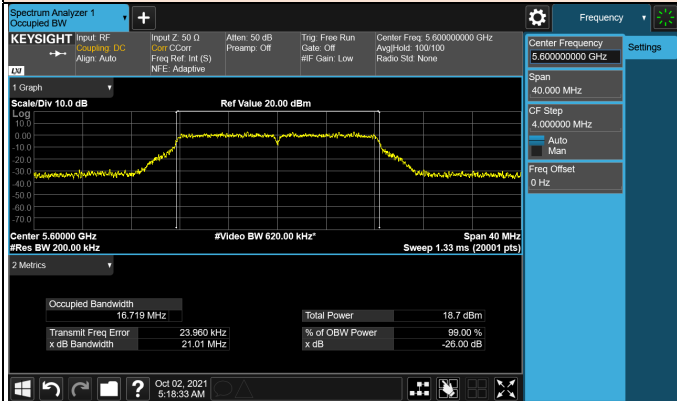 Spectrum Analyzer 1
Occupied BW
Frequency
KEYSIGHT
Input: RF
Coupling: DC
Align: Auto
Input Z: 50 Ω
Corr CCorr
Freq Ref: Int (S)
NFE: Adaptive
Atten: 50 dB
Preamp: Off
Trig: Free Run
Gate: Off
#IF Gain: Low
Center Freq: 5.600000000 GHz
Avg|Hold: 100/100
Radio Std: None
LXI
Center Frequency
5.600000000 GHz
Settings
Span
40.000 MHz
CF Step
4.000000 MHz
Auto
Man
Freq Offset
0 Hz
1 Graph
Scale/Div 10.0 dB
Ref Value 20.00 dBm
Log
10.0
0.00
-10.0
-20.0
-30.0
-40.0
-50.0
-60.0
-70.0
Center 5.60000 GHz
#Video BW 620.00 kHz*
Span 40 MHz
#Res BW 200.00 kHz
Sweep 1.33 ms (20001 pts)
2 Metrics
Occupied Bandwidth
16.719 MHz
Total Power 18.7 dBm
Transmit Freq Error 23.960 kHz
% of OBW Power 99.00 %
x dB Bandwidth 21.01 MHz
x dB -26.00 dB
?
Oct 02, 2021
5:18:33 AM